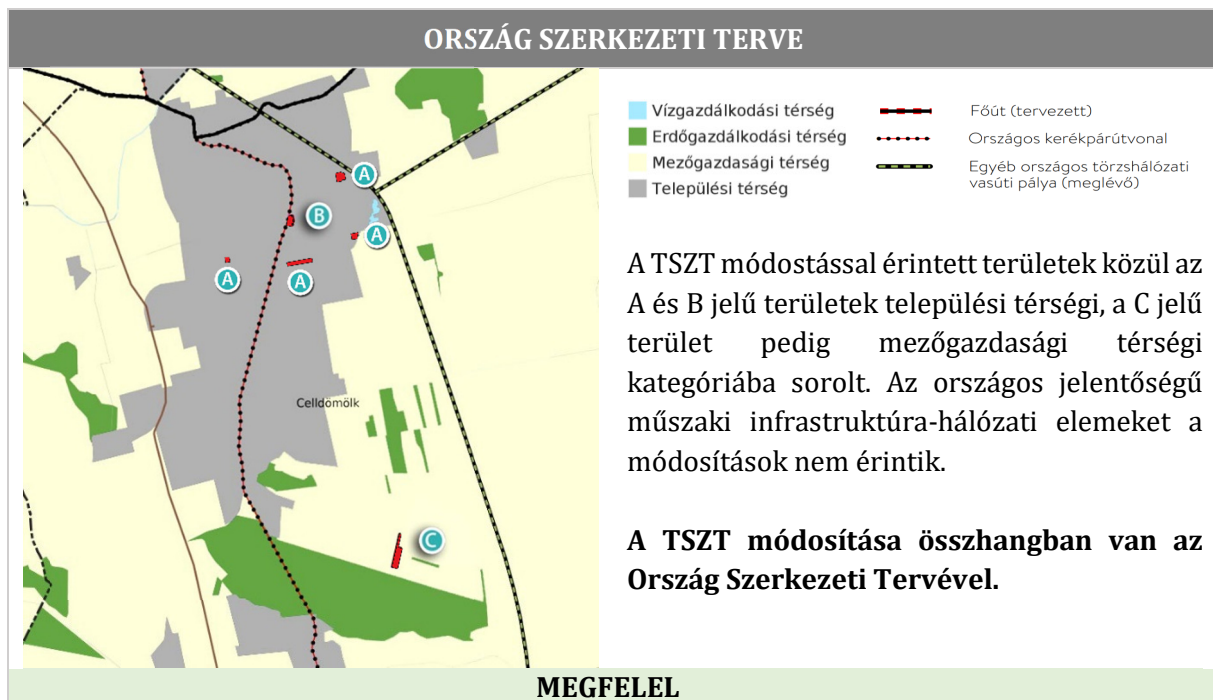 ORSZÁG SZERKEZETI TERVE
A
B
A
A
A
Celldömölk
C
Vízgazdálkodási térség
Erdőgazdálkodási térség
Mezőgazdasági térség
Települési térség
Főút (tervezett)
Országos kerékpárútvonal
Egyéb országos törzshálózati
vasúti pálya (meglévő)
A TSZT módostással érintett területek közül az
A és B jelű területek települési térségi, a C jelű
terület pedig mezőgazdasági térségi
kategóriába sorolt. Az országos jelentőségű
műszaki infrastruktúra-hálózati elemeket a
módosítások nem érintik.
A TSZT módosítása összhangban van az
Ország Szerkezeti Tervével.
MEGFELEL